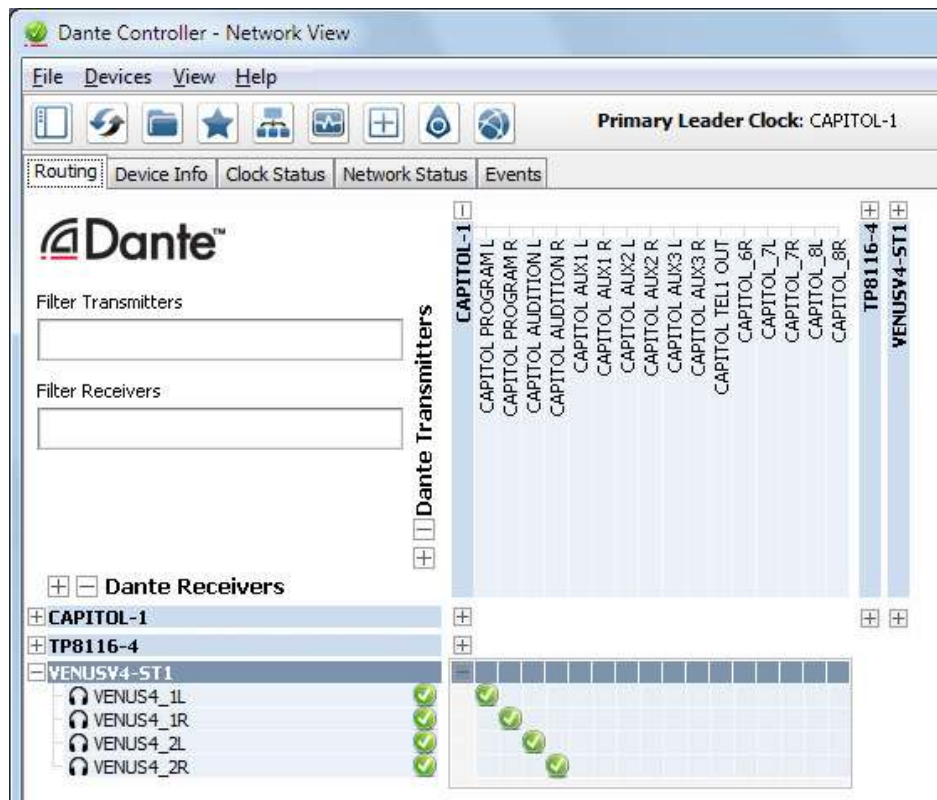 Dante Controller - Network View
File Devices View Help
Primary Leader Clock: CAPITOL-1
Routing Device Info Clock Status Network Status Events
Dante™
Filter Transmitters
Filter Receivers
Dante Transmitters
CAPITOL-1
CAPITOL PROGRAM L
CAPITOL PROGRAM R
CAPITOL AUDITION L
CAPITOL AUDITION R
CAPITOL AUX1 L
CAPITOL AUX1 R
CAPITOL AUX2 L
CAPITOL AUX2 R
CAPITOL AUX3 L
CAPITOL AUX3 R
CAPITOL TEL1 OUT
CAPITOL_6R
CAPITOL_7L
CAPITOL_7R
CAPITOL_8L
CAPITOL_8R
TP8116-4
VENUSV4-ST1
Dante Receivers
CAPITOL-1
TP8116-4
VENUSV4-ST1
VENUS4_1L
VENUS4_1R
VENUS4_2L
VENUS4_2R